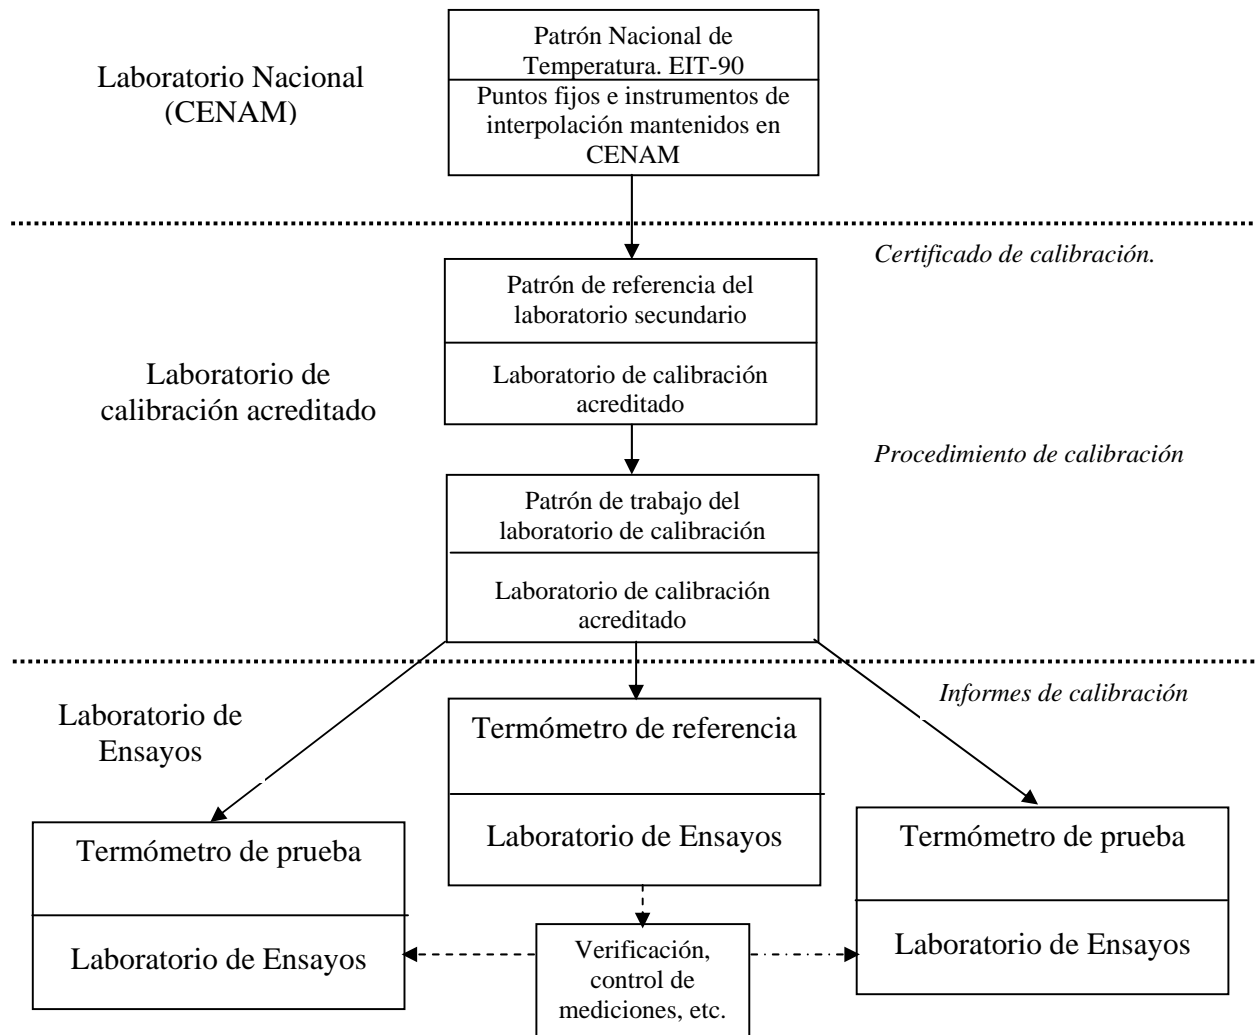 Patrón Nacional de
Temperatura. EIT-90
Laboratorio Nacional
(CENAM)
Puntos fijos e instrumentos de
interpolación mantenidos en
CENAM
Certificado de calibración.
Patrón de referencia del
laboratorio secundario
Laboratorio de
calibración acreditado
Laboratorio de calibración
acreditado
Procedimiento de calibración
Patrón de trabajo del
laboratorio de calibración
Laboratorio de calibración
acreditado
Informes de calibración
Laboratorio de
Ensayos
Termómetro de referencia
Laboratorio de Ensayos
Termómetro de prueba
Laboratorio de Ensayos
Termómetro de prueba
Laboratorio de Ensayos
Verificación,
control de
mediciones, etc.